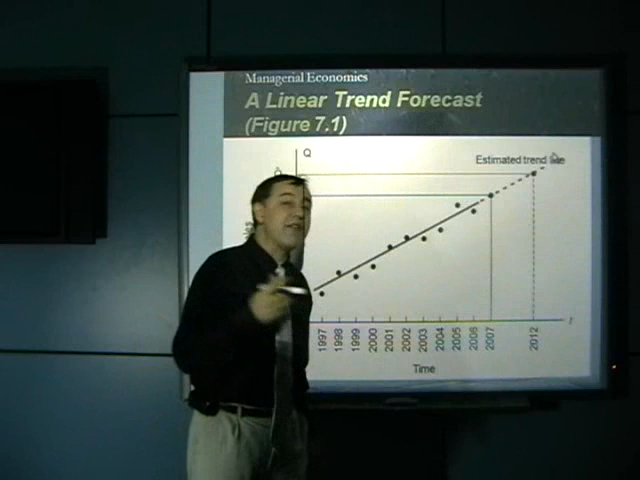 Managerial Economics
A Linear Trend Forecast
(Figure 7.1)
Q
Estimated trend line
1997 1998 1999 2000 2001 2002 2003 2004 2005 2006 2007 2012
t
Time